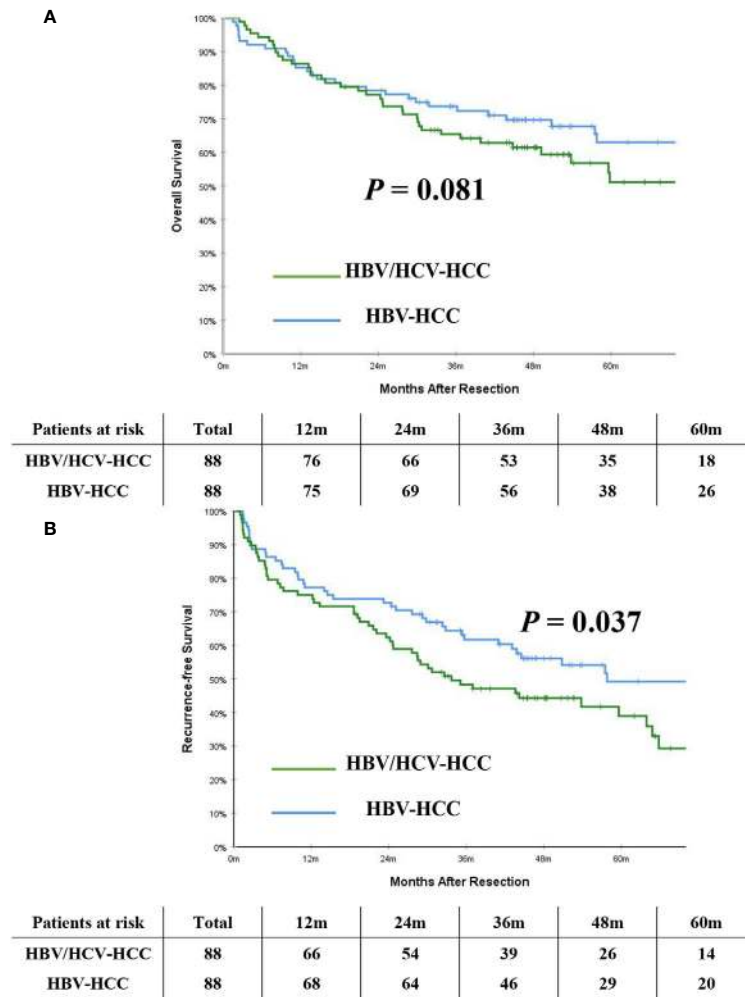 A
100%
90%
80%
70%
60%
50%
40%
30%
20%
10%
0%
Overall Survival
P = 0.081
HBV/HCV-HCC
HBV-HCC
0m 12m 24m 36m 48m 60m
Months After Resection
Patients at risk Total 12m 24m 36m 48m 60m
HBV/HCV-HCC 88 76 66 53 35 18
HBV-HCC 88 75 69 56 38 26
B
100%
90%
80%
70%
60%
50%
40%
30%
20%
10%
0%
Recurrence-free Survival
P = 0.037
HBV/HCV-HCC
HBV-HCC
0m 12m 24m 36m 48m 60m
Months After Resection
Patients at risk Total 12m 24m 36m 48m 60m
HBV/HCV-HCC 88 66 54 39 26 14
HBV-HCC 88 68 64 46 29 20